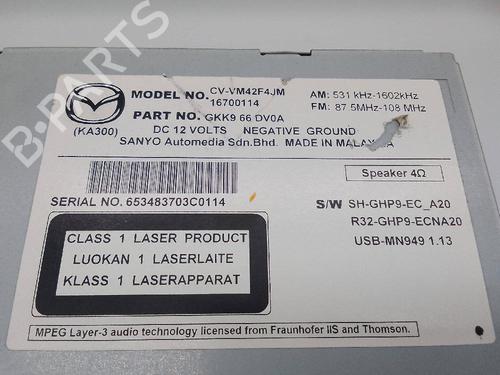 B-PARTS
MODEL NO. CV-VM42F4JM
16700114
PART NO. GKK9 66 DV0A
(KA300)
DC 12 VOLTS NEGATIVE GROUND
SANYO Automedia Sdn.Bhd. MADE IN MALAYSIA
AM: 531 kHz-1602kHz
FM: 87.5MHz-108 MHz
Speaker 4Ω
SERIAL NO. 653483703C0114
S/W SH-GHP9-EC_A20
R32-GHP9-ECNA20
USB-MN949 1.13
CLASS 1 LASER PRODUCT
LUOKAN 1 LASERLAITE
KLASS 1 LASERAPPARAT
MPEG Layer-3 audio technology licensed from Fraunhofer IIS and Thomson.